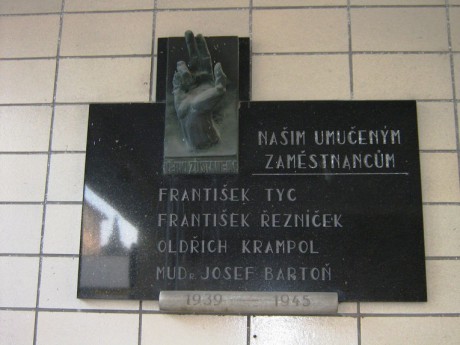 NAŠIM UMUČENÝM
ZAMĚSTNANCŮM
FRANTIŠEK TYC
FRANTIŠEK ŘEZNÍČEK
OLDŘICH KRAMPOL
MUDr JOSEF BARTOŇ
1939 1945